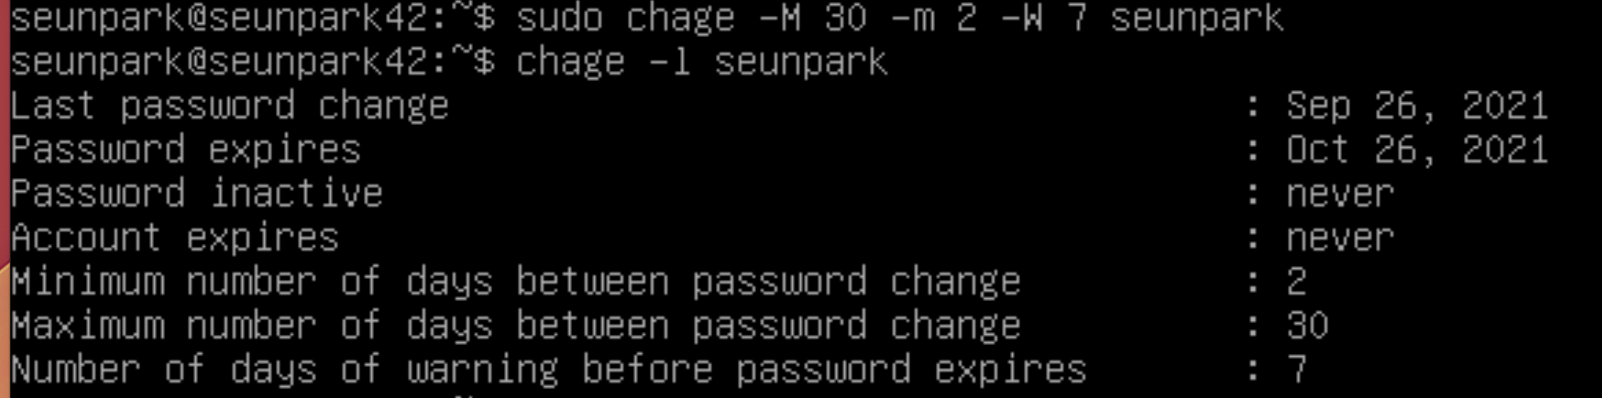 seunpark@seunpark42:~$ sudo chage -M 30 -m 2 -W 7 seunpark
seunpark@seunpark42:~$ chage -l seunpark
Last password change : Sep 26, 2021
Password expires : Oct 26, 2021
Password inactive : never
Account expires : never
Minimum number of days between password change : 2
Maximum number of days between password change : 30
Number of days of warning before password expires : 7